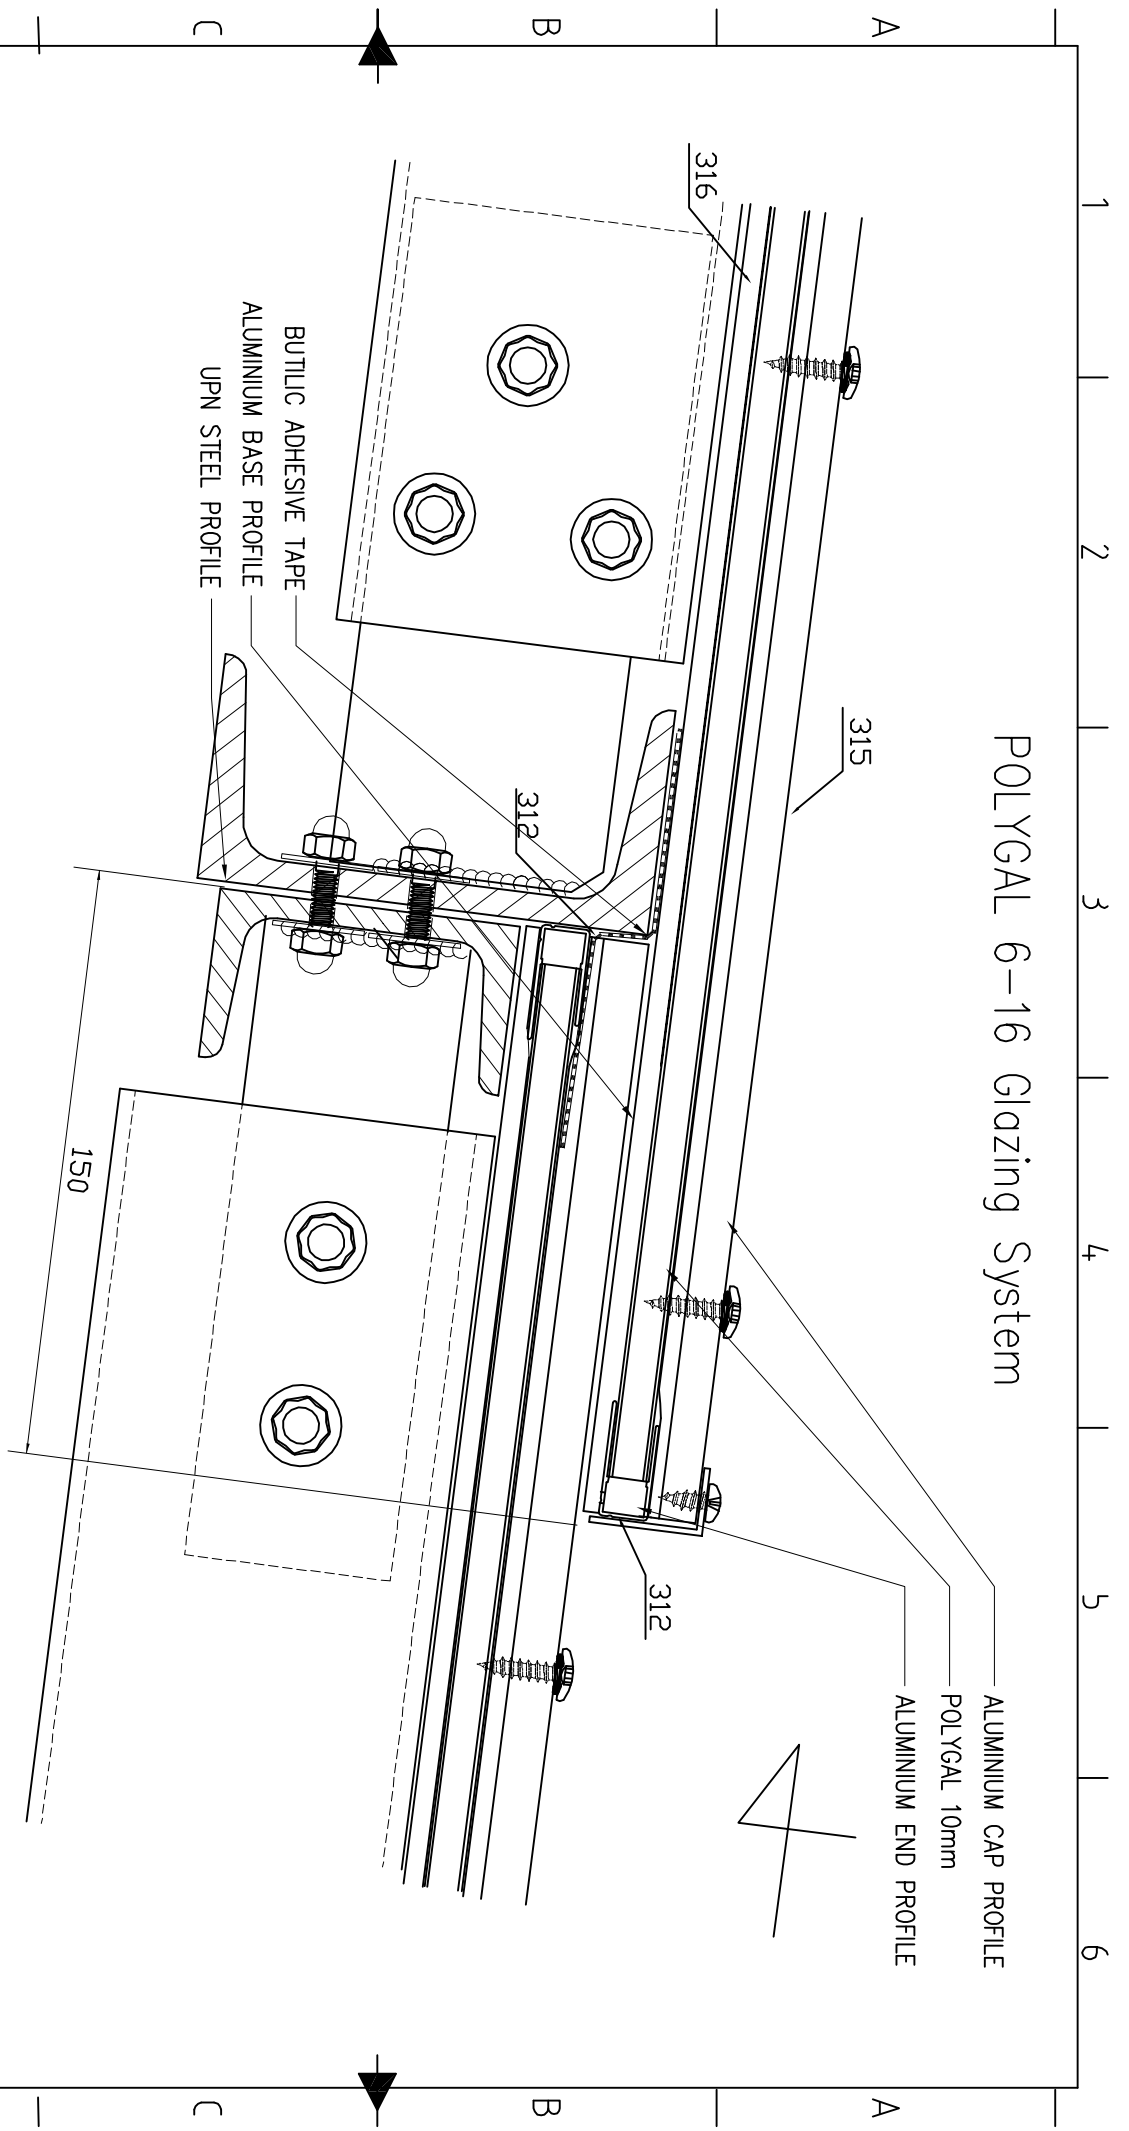 1
2
3
4
5
6
A
B
C
A
B
C
POLYGAL 6-16 Glazing System
316
315
312
312
BUTILIC ADHESIVE TAPE
ALUMINIUM BASE PROFILE
UPN STEEL PROFILE
ALUMINIUM CAP PROFILE
POLYGAL 10mm
ALUMINIUM END PROFILE
150